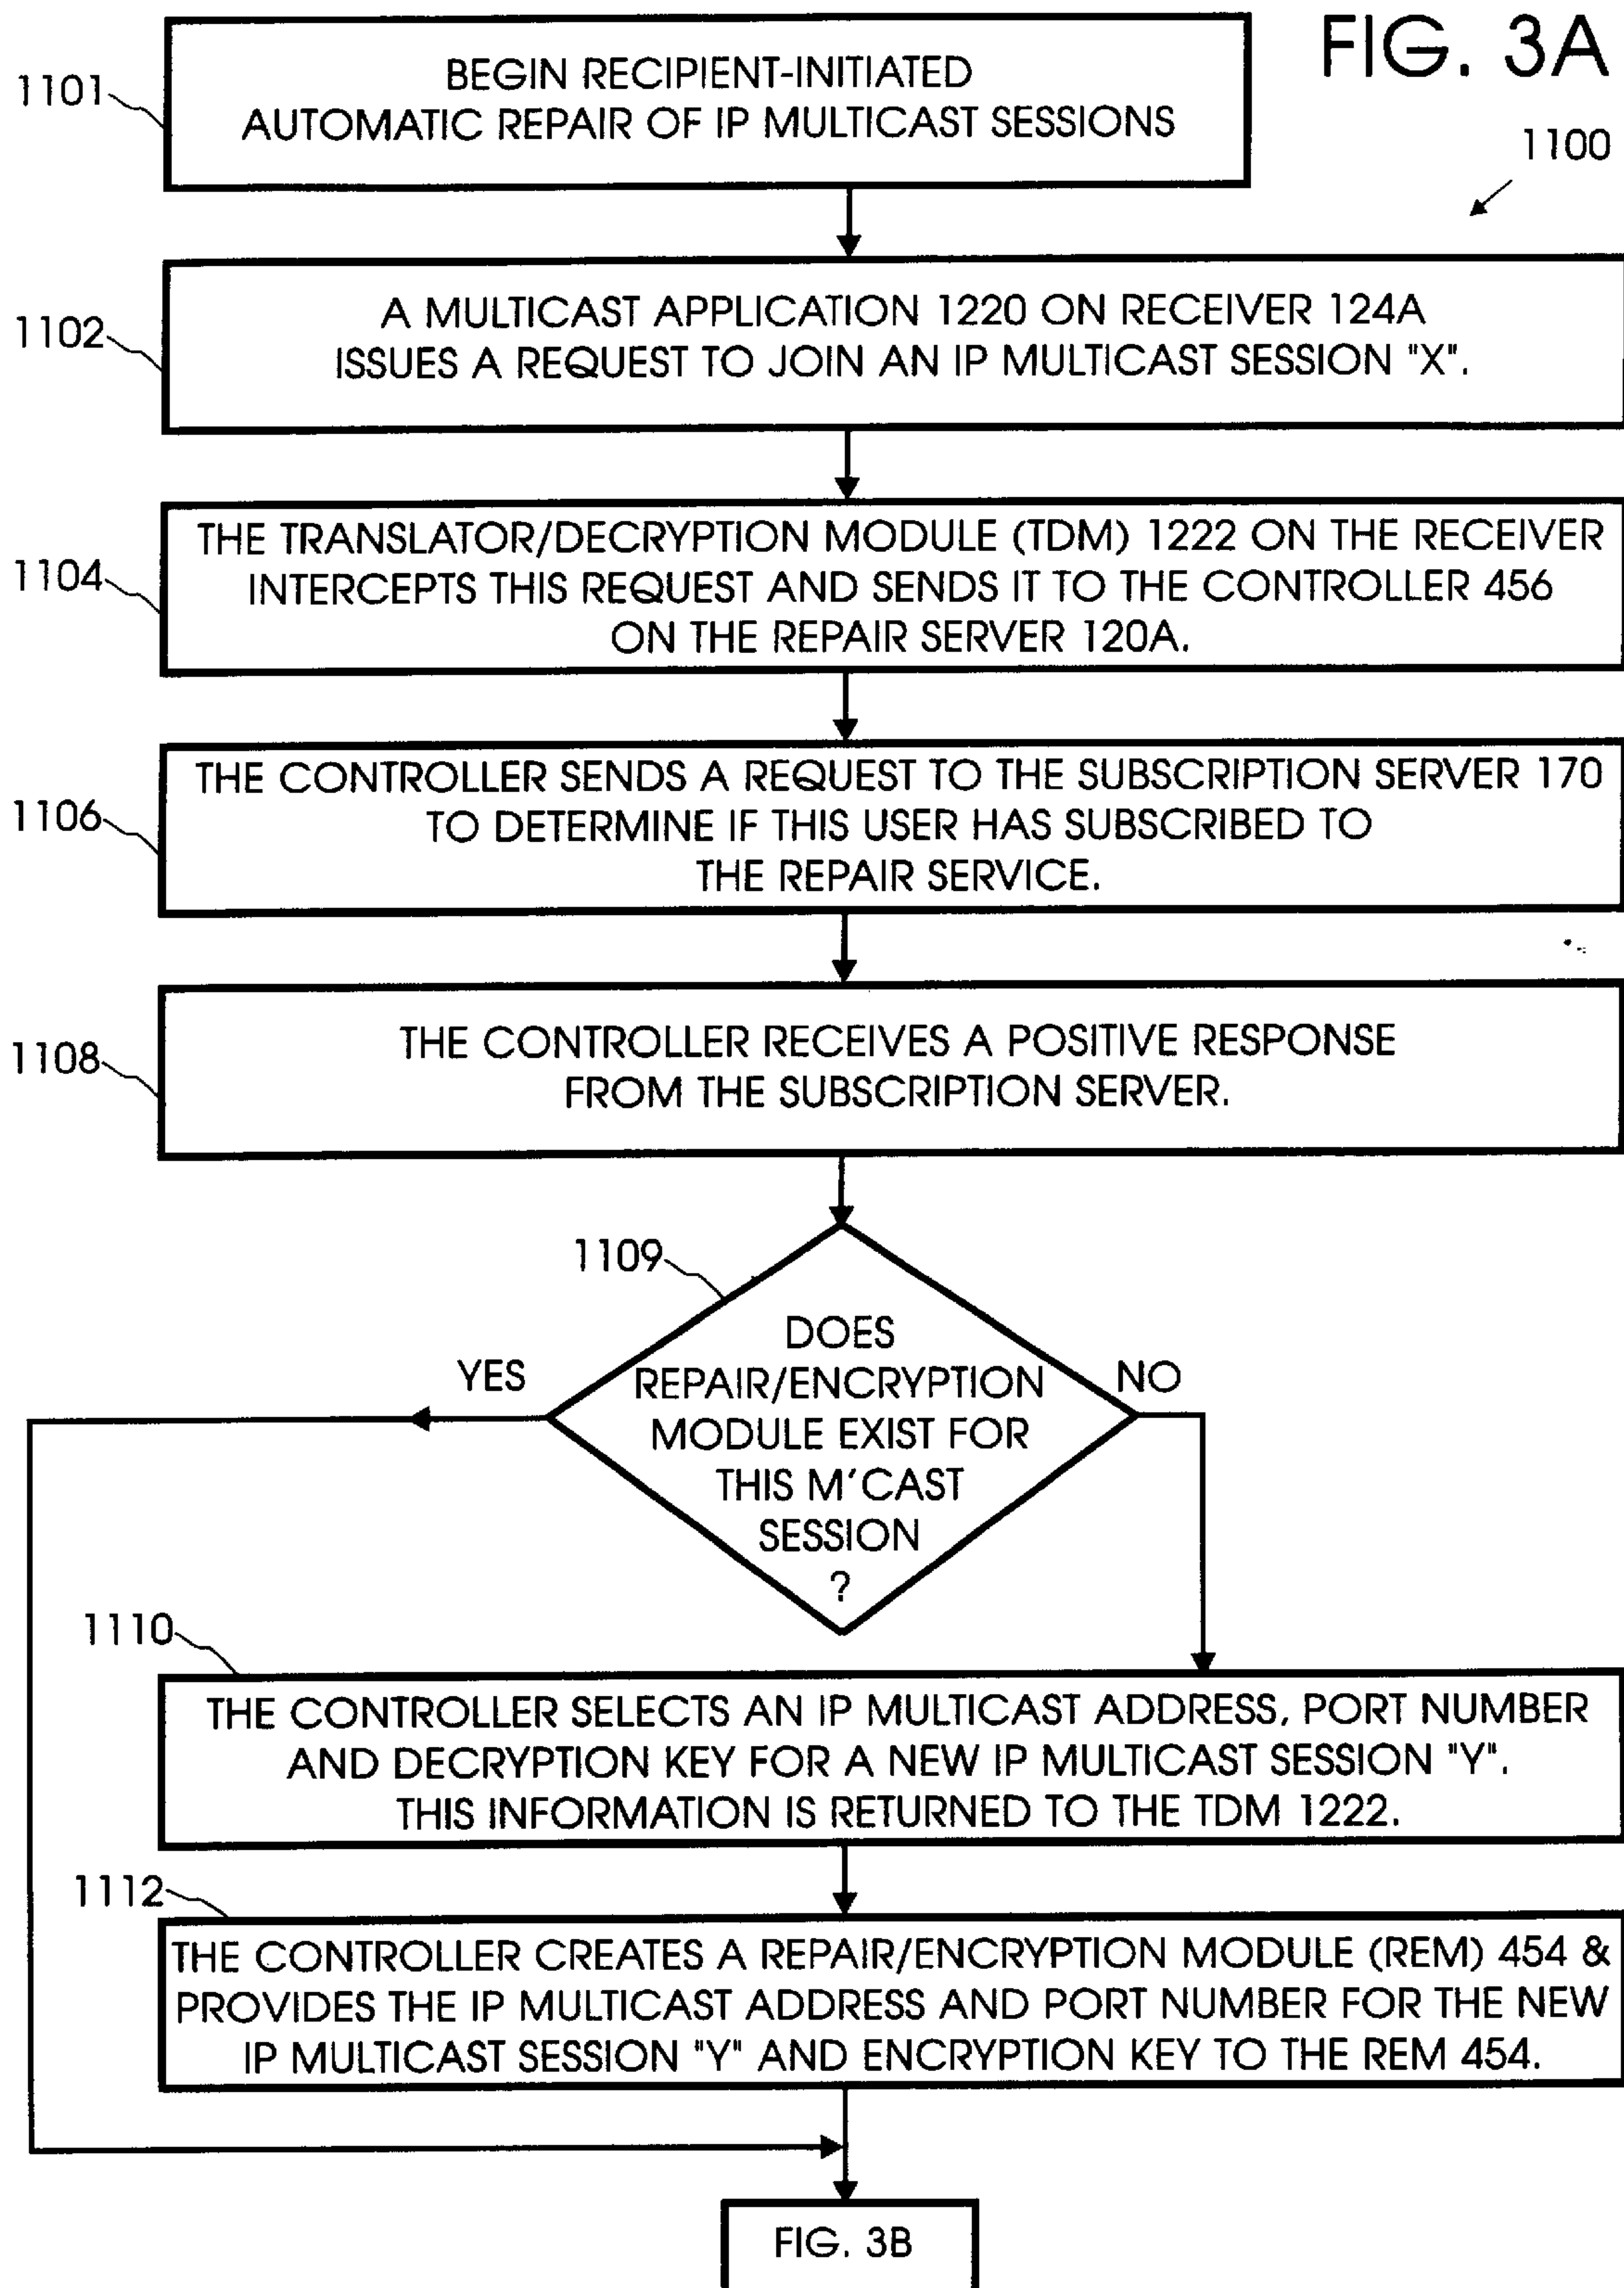 FIG. 3A
1100
1101
BEGIN RECIPIENT-INITIATED
AUTOMATIC REPAIR OF IP MULTICAST SESSIONS
1102
A MULTICAST APPLICATION 1220 ON RECEIVER 124A
ISSUES A REQUEST TO JOIN AN IP MULTICAST SESSION "X".
1104
THE TRANSLATOR/DECRYPTION MODULE (TDM) 1222 ON THE RECEIVER
INTERCEPTS THIS REQUEST AND SENDS IT TO THE CONTROLLER 456
ON THE REPAIR SERVER 120A.
1106
THE CONTROLLER SENDS A REQUEST TO THE SUBSCRIPTION SERVER 170
TO DETERMINE IF THIS USER HAS SUBSCRIBED TO
THE REPAIR SERVICE.
1108
THE CONTROLLER RECEIVES A POSITIVE RESPONSE
FROM THE SUBSCRIPTION SERVER.
1109
DOES
REPAIR/ENCRYPTION
MODULE EXIST FOR
THIS M'CAST
SESSION
?
YES
NO
1110
THE CONTROLLER SELECTS AN IP MULTICAST ADDRESS, PORT NUMBER
AND DECRYPTION KEY FOR A NEW IP MULTICAST SESSION "Y".
THIS INFORMATION IS RETURNED TO THE TDM 1222.
1112
THE CONTROLLER CREATES A REPAIR/ENCRYPTION MODULE (REM) 454 &
PROVIDES THE IP MULTICAST ADDRESS AND PORT NUMBER FOR THE NEW
IP MULTICAST SESSION "Y" AND ENCRYPTION KEY TO THE REM 454.
FIG. 3B